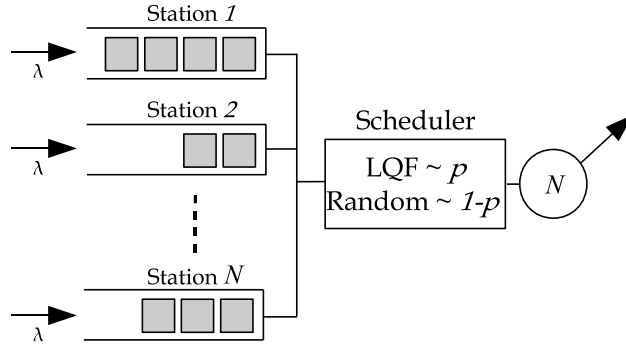 Station 1
λ
Station 2
λ
Scheduler
LQF ~ p
Random ~ 1-p
N
Station N
λ